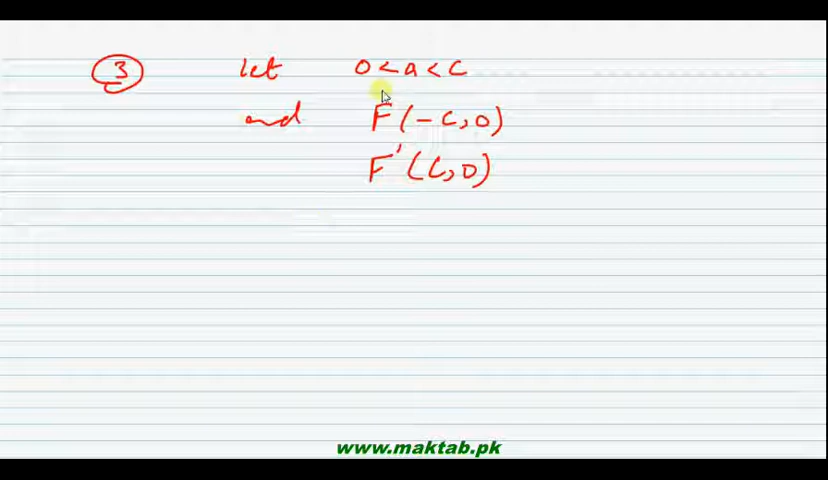 3 let 0 < a < c
and F(-c, 0)
F'(c, 0)
www.maktab.pk